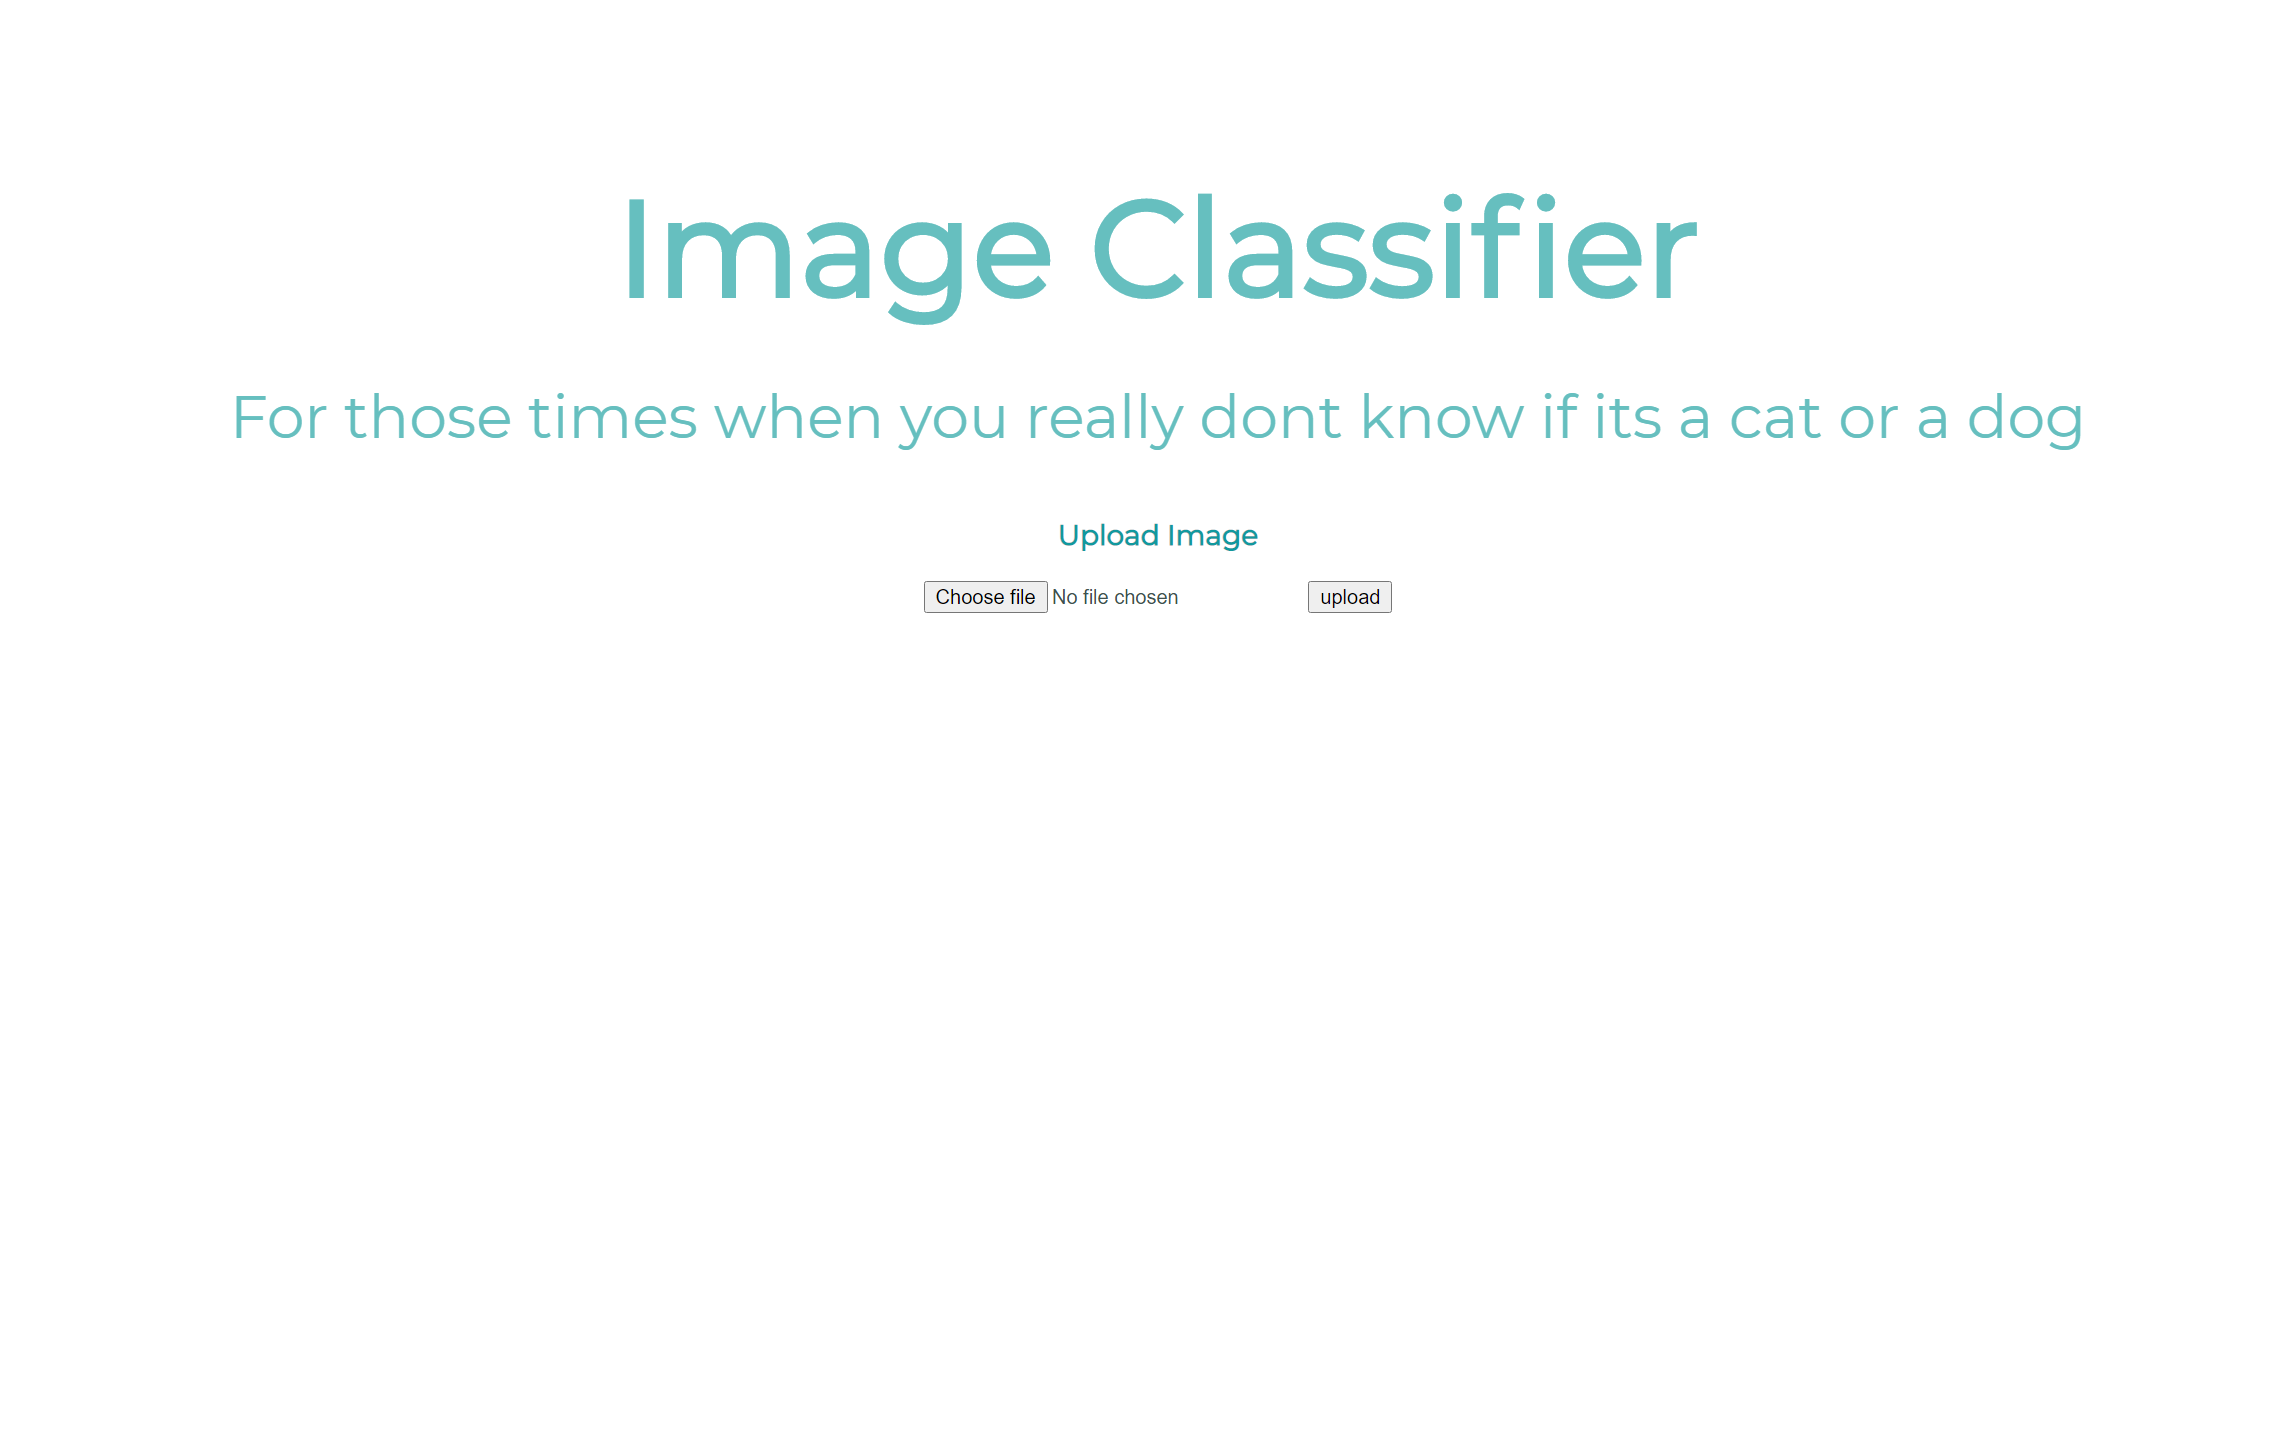 Image Classifier
For those times when you really dont know if its a cat or a dog
Upload Image
Choose file No file chosen upload